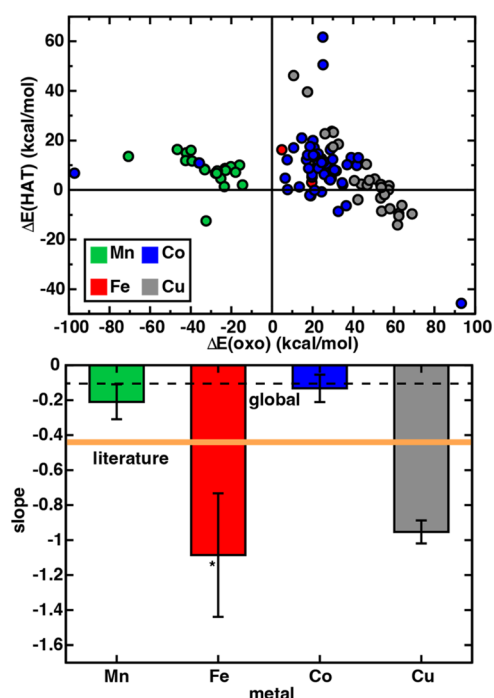 ΔE(HAT) (kcal/mol)
60
40
20
0
-20
-40
Mn Co
Fe Cu
-100 -80 -60 -40 -20 0 20 40 60 80 100
ΔE(oxo) (kcal/mol)
slope
0
-0.2
-0.4
-0.6
-0.8
-1
-1.2
-1.4
-1.6
global
literature
*
Mn Fe Co Cu
metal